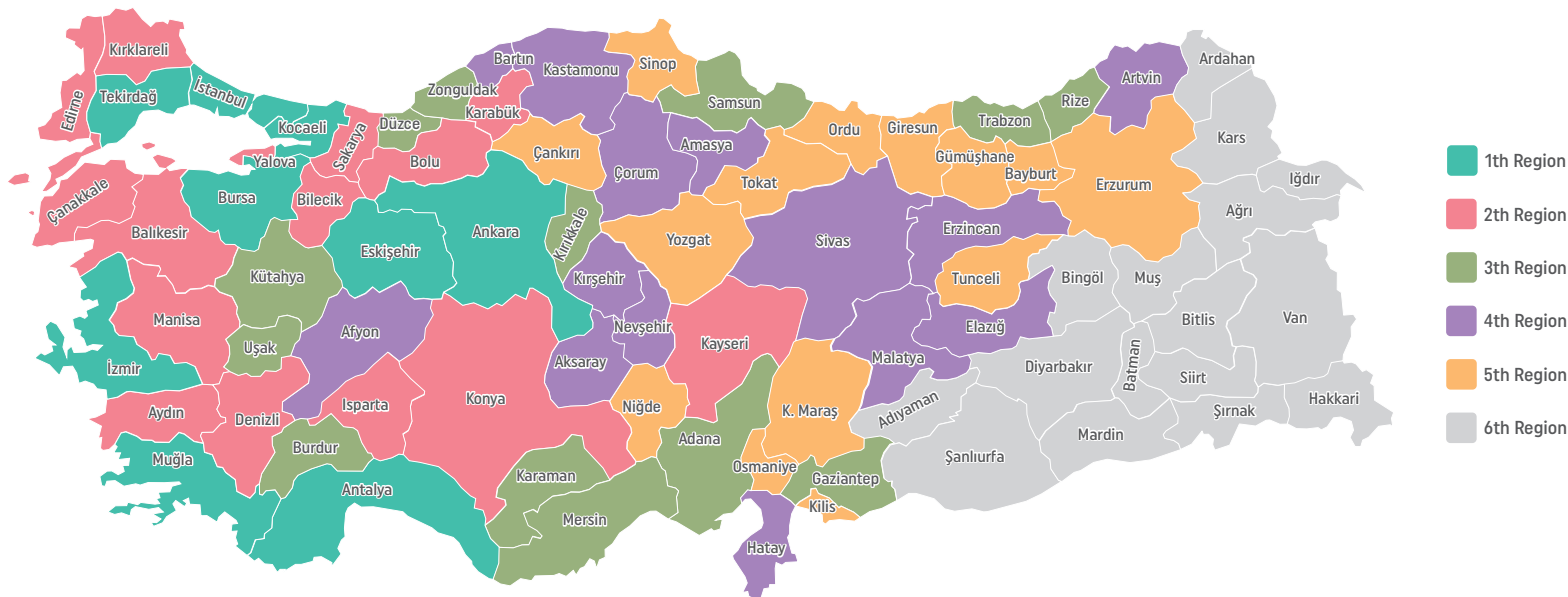 Kırklareli
Edirne
Tekirdağ
İstanbul
Kocaeli
Yalova
Sakarya
Düzce
Zonguldak
Bartın
Karabük
Kastamonu
Sinop
Samsun
Bolu
Çankırı
Çorum
Amasya
Tokat
Ordu
Giresun
Gümüşhane
Trabzon
Bayburt
Rize
Artvin
Ardahan
Kars
Erzurum
Iğdır
Ağrı
Çanakkale
Balıkesir
Bursa
Bilecik
Eskişehir
Ankara
Kırıkkale
Yozgat
Sivas
Erzincan
Tunceli
Bingöl
Muş
Bitlis
Van
Kütahya
Manisa
Uşak
Afyon
Kırşehir
Nevşehir
Aksaray
Kayseri
Malatya
Elazığ
Diyarbakır
Batman
Siirt
Şırnak
Hakkari
İzmir
Aydın
Denizli
Isparta
Konya
Niğde
K. Maraş
Adıyaman
Mardin
Şanlıurfa
Muğla
Burdur
Antalya
Karaman
Mersin
Adana
Osmaniye
Gaziantep
Kilis
Hatay
1th Region
2th Region
3th Region
4th Region
5th Region
6th Region